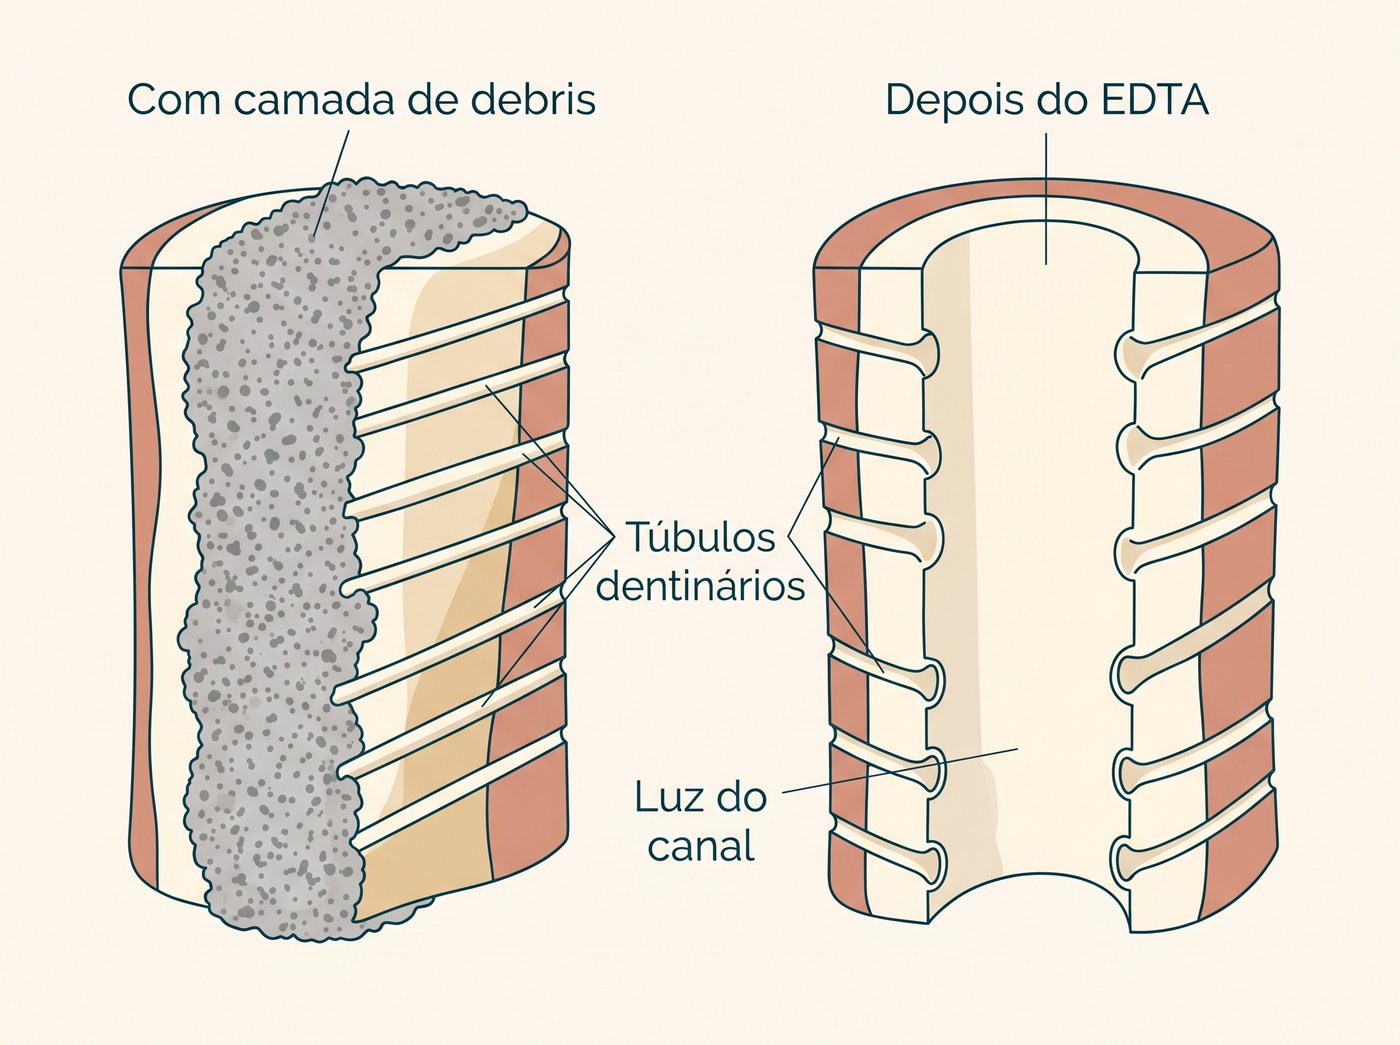 Com camada de debris
Depois do EDTA
Túbulos
dentinários
Luz do
canal